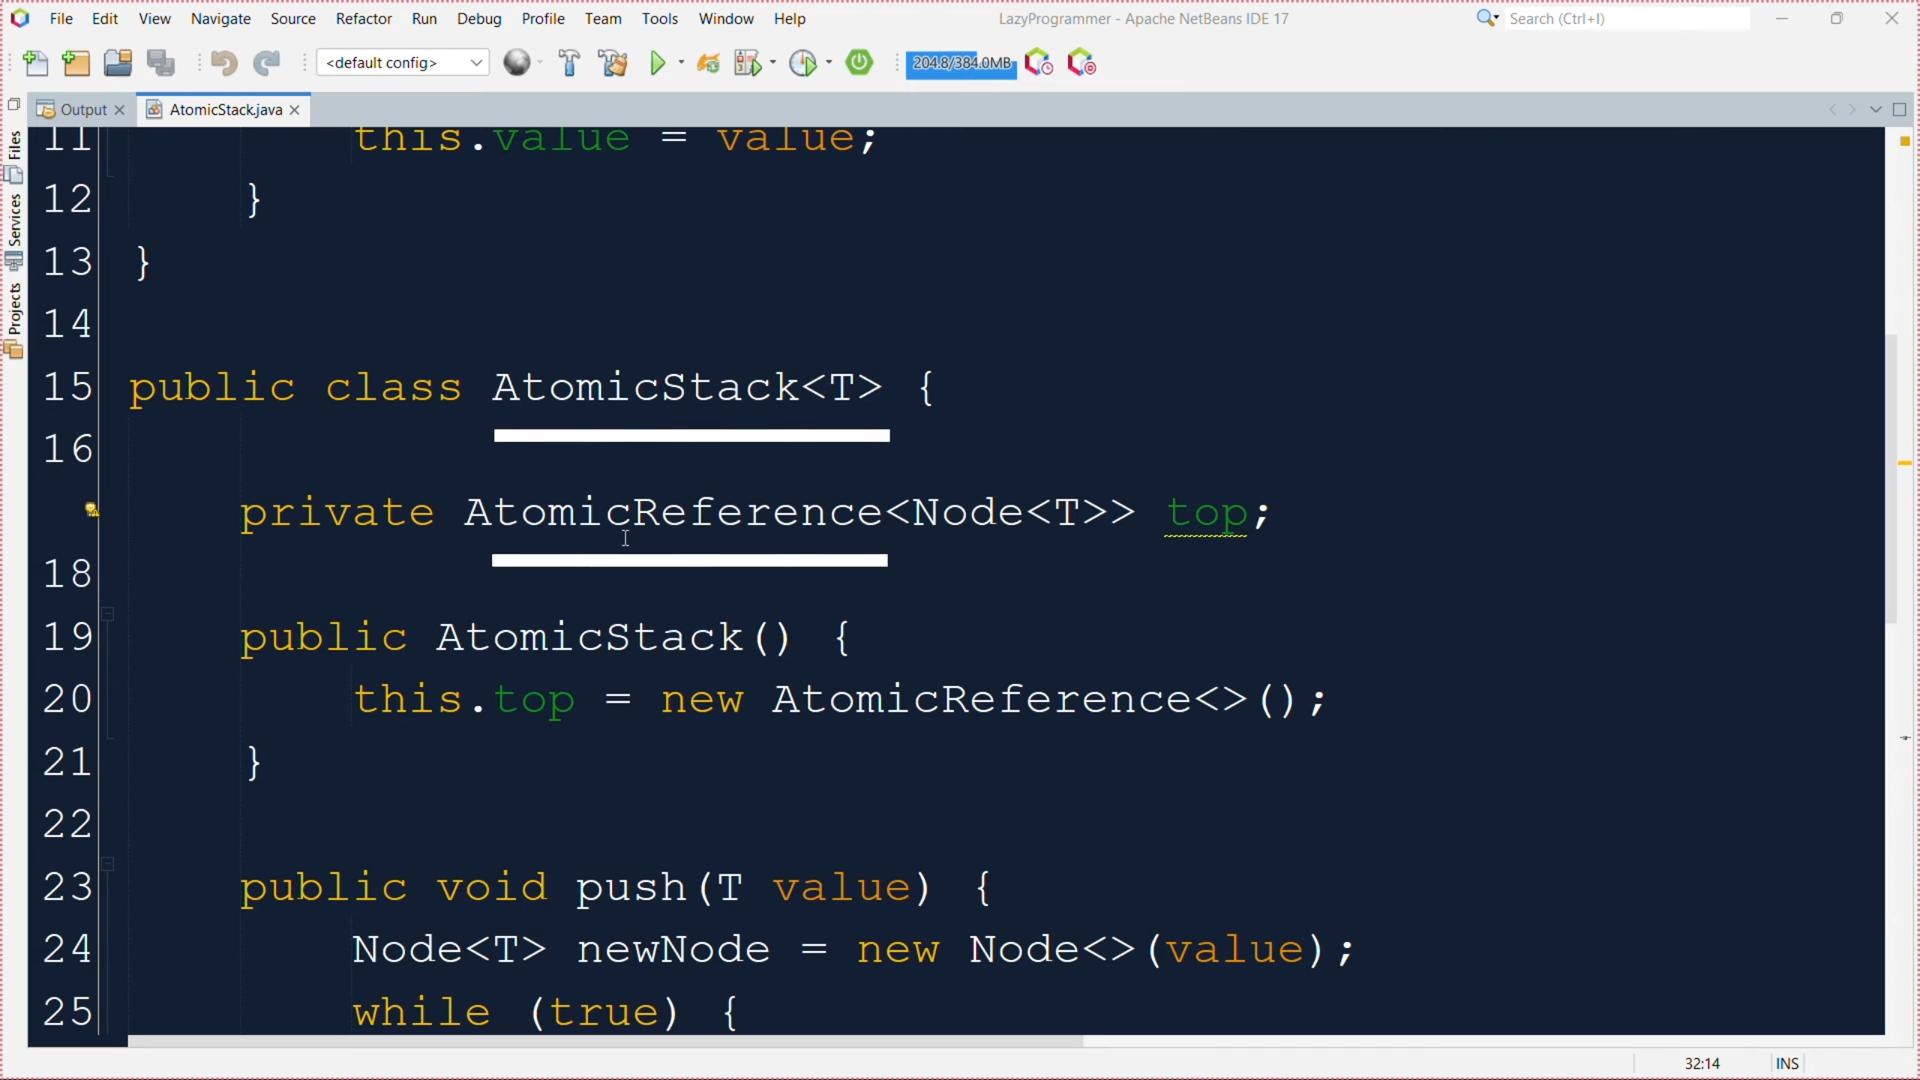 File Edit View Navigate Source Refactor Run Debug Profile Team Tools Window Help
LazyProgrammer - Apache NetBeans IDE 17
Search (Ctrl+I)
<default config>
204.8/384.0MB
Output
AtomicStack.java
Files
Services
Projects
11 this.value = value;
12 }
13 }
14
15 public class AtomicStack<T> {
16
private AtomicReference<Node<T>> top;
18
19 public AtomicStack() {
20 this.top = new AtomicReference<>();
21 }
22
23 public void push(T value) {
24 Node<T> newNode = new Node<>(value);
25 while (true) {
32:14 INS